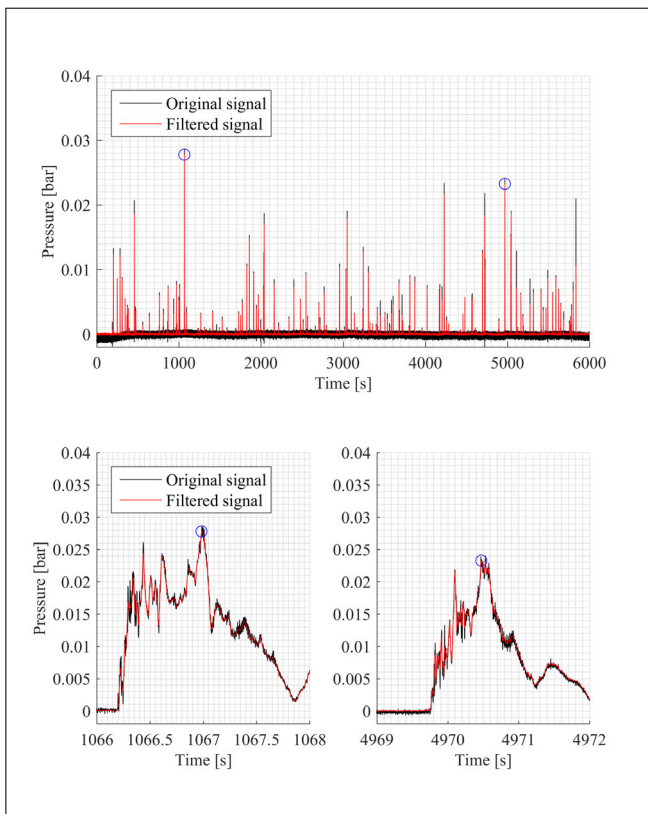 0.04
Original signal
Filtered signal
0.03
0.02
0.01
0
Pressure [bar]
0 1000 2000 3000 4000 5000 6000
Time [s]
0.04
Original signal
Filtered signal
0.035
0.03
0.025
0.02
0.015
0.01
0.005
0
Pressure [bar]
1066 1066.5 1067 1067.5 1068
Time [s]
0.04
0.035
0.03
0.025
0.02
0.015
0.01
0.005
0
4969 4970 4971 4972
Time [s]